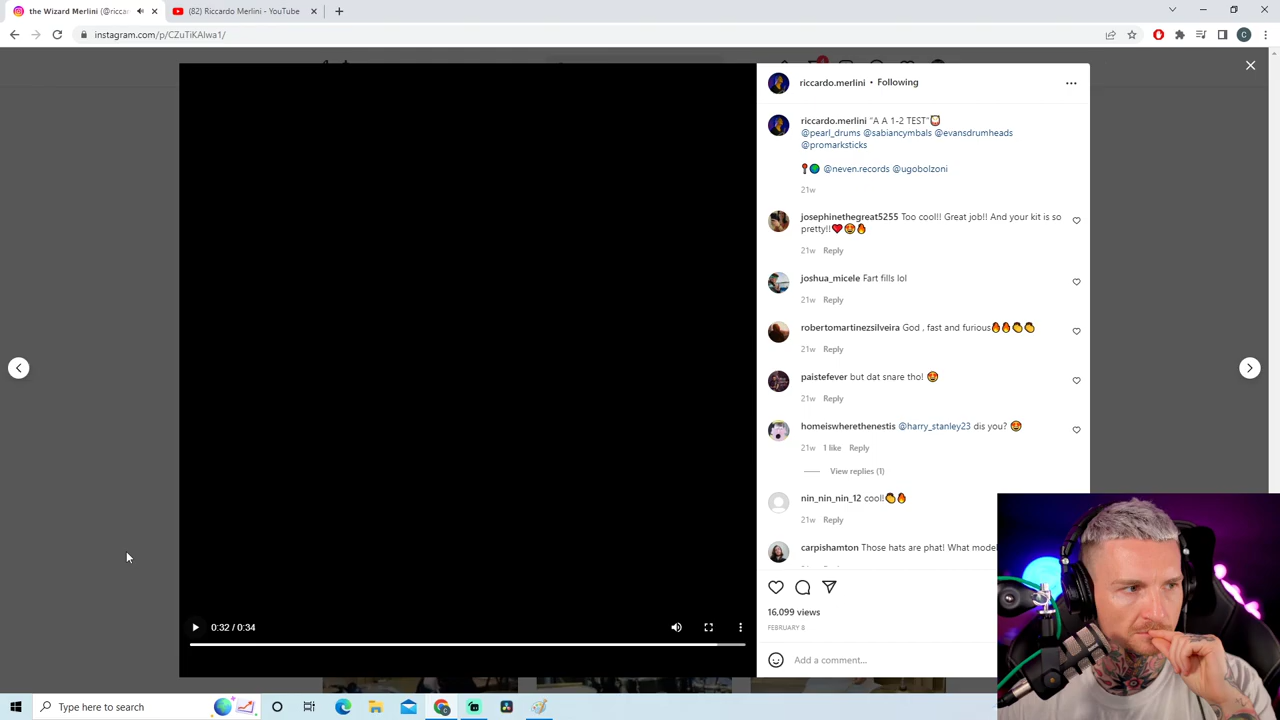 the Wizard Merlini (@riccar
(82) Riccardo Merlini - YouTube
instagram.com/p/CZuTiKAlwa1/
C
riccardo.merlini • Following
riccardo.merlini "A A 1-2 TEST"
@pearl_drums @sabiancymbals @evansdrumheads
@promarksticks
@neven.records @ugobolzoni
21w
josephinethegreat5255 Too cool!! Great job!! And your kit is so
pretty!!❤️😍🔥
21w Reply
joshua_micele Fart fills lol
21w Reply
robertomartinezsilveira God , fast and furious🔥🔥👏👏
21w Reply
paistefever but dat snare tho! 😍
21w Reply
homeiswherethenestis @harry_stanley23 dis you? 😍
21w 1 like Reply
View replies (1)
nin_nin_nin_12 cool!👏🔥
21w Reply
carpishamton Those hats are phat! What model
16,099 views
FEBRUARY 8
Add a comment...
0:32 / 0:34
Type here to search